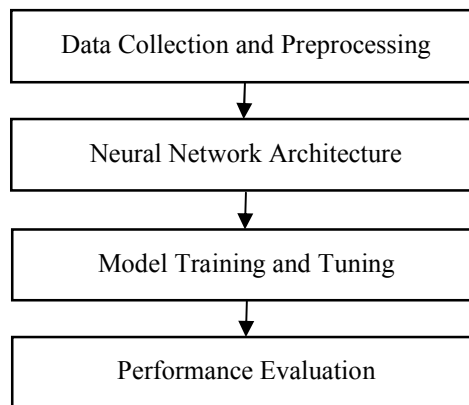 Data Collection and Preprocessing
Neural Network Architecture
Model Training and Tuning
Performance Evaluation